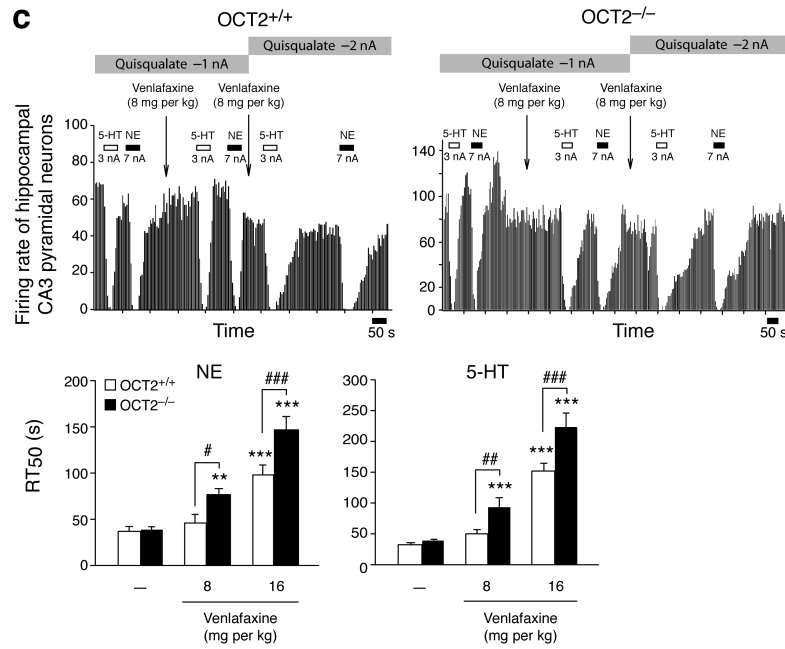 c
OCT2+/+
Quisqualate –2 nA
Quisqualate –1 nA
Venlafaxine
(8 mg per kg)
Venlafaxine
(8 mg per kg)
Firing rate of hippocampal
CA3 pyramidal neurons
100
80
60
40
20
0
5-HT
3 nA
NE
7 nA
5-HT
3 nA
NE
7 nA
5-HT
3 nA
NE
7 nA
Time
50 s
OCT2–/–
Quisqualate –2 nA
Quisqualate –1 nA
Venlafaxine
(8 mg per kg)
Venlafaxine
(8 mg per kg)
140
100
60
20
0
5-HT
3 nA
NE
7 nA
5-HT
3 nA
NE
7 nA
5-HT
3 nA
NE
7 nA
Time
50 s
NE
OCT2+/+
OCT2–/–
RT50 (s)
200
150
100
50
0
#
**
***
###
***
—
8
16
Venlafaxine
(mg per kg)
5-HT
300
250
200
150
100
50
0
##
***
***
###
***
—
8
16
Venlafaxine
(mg per kg)